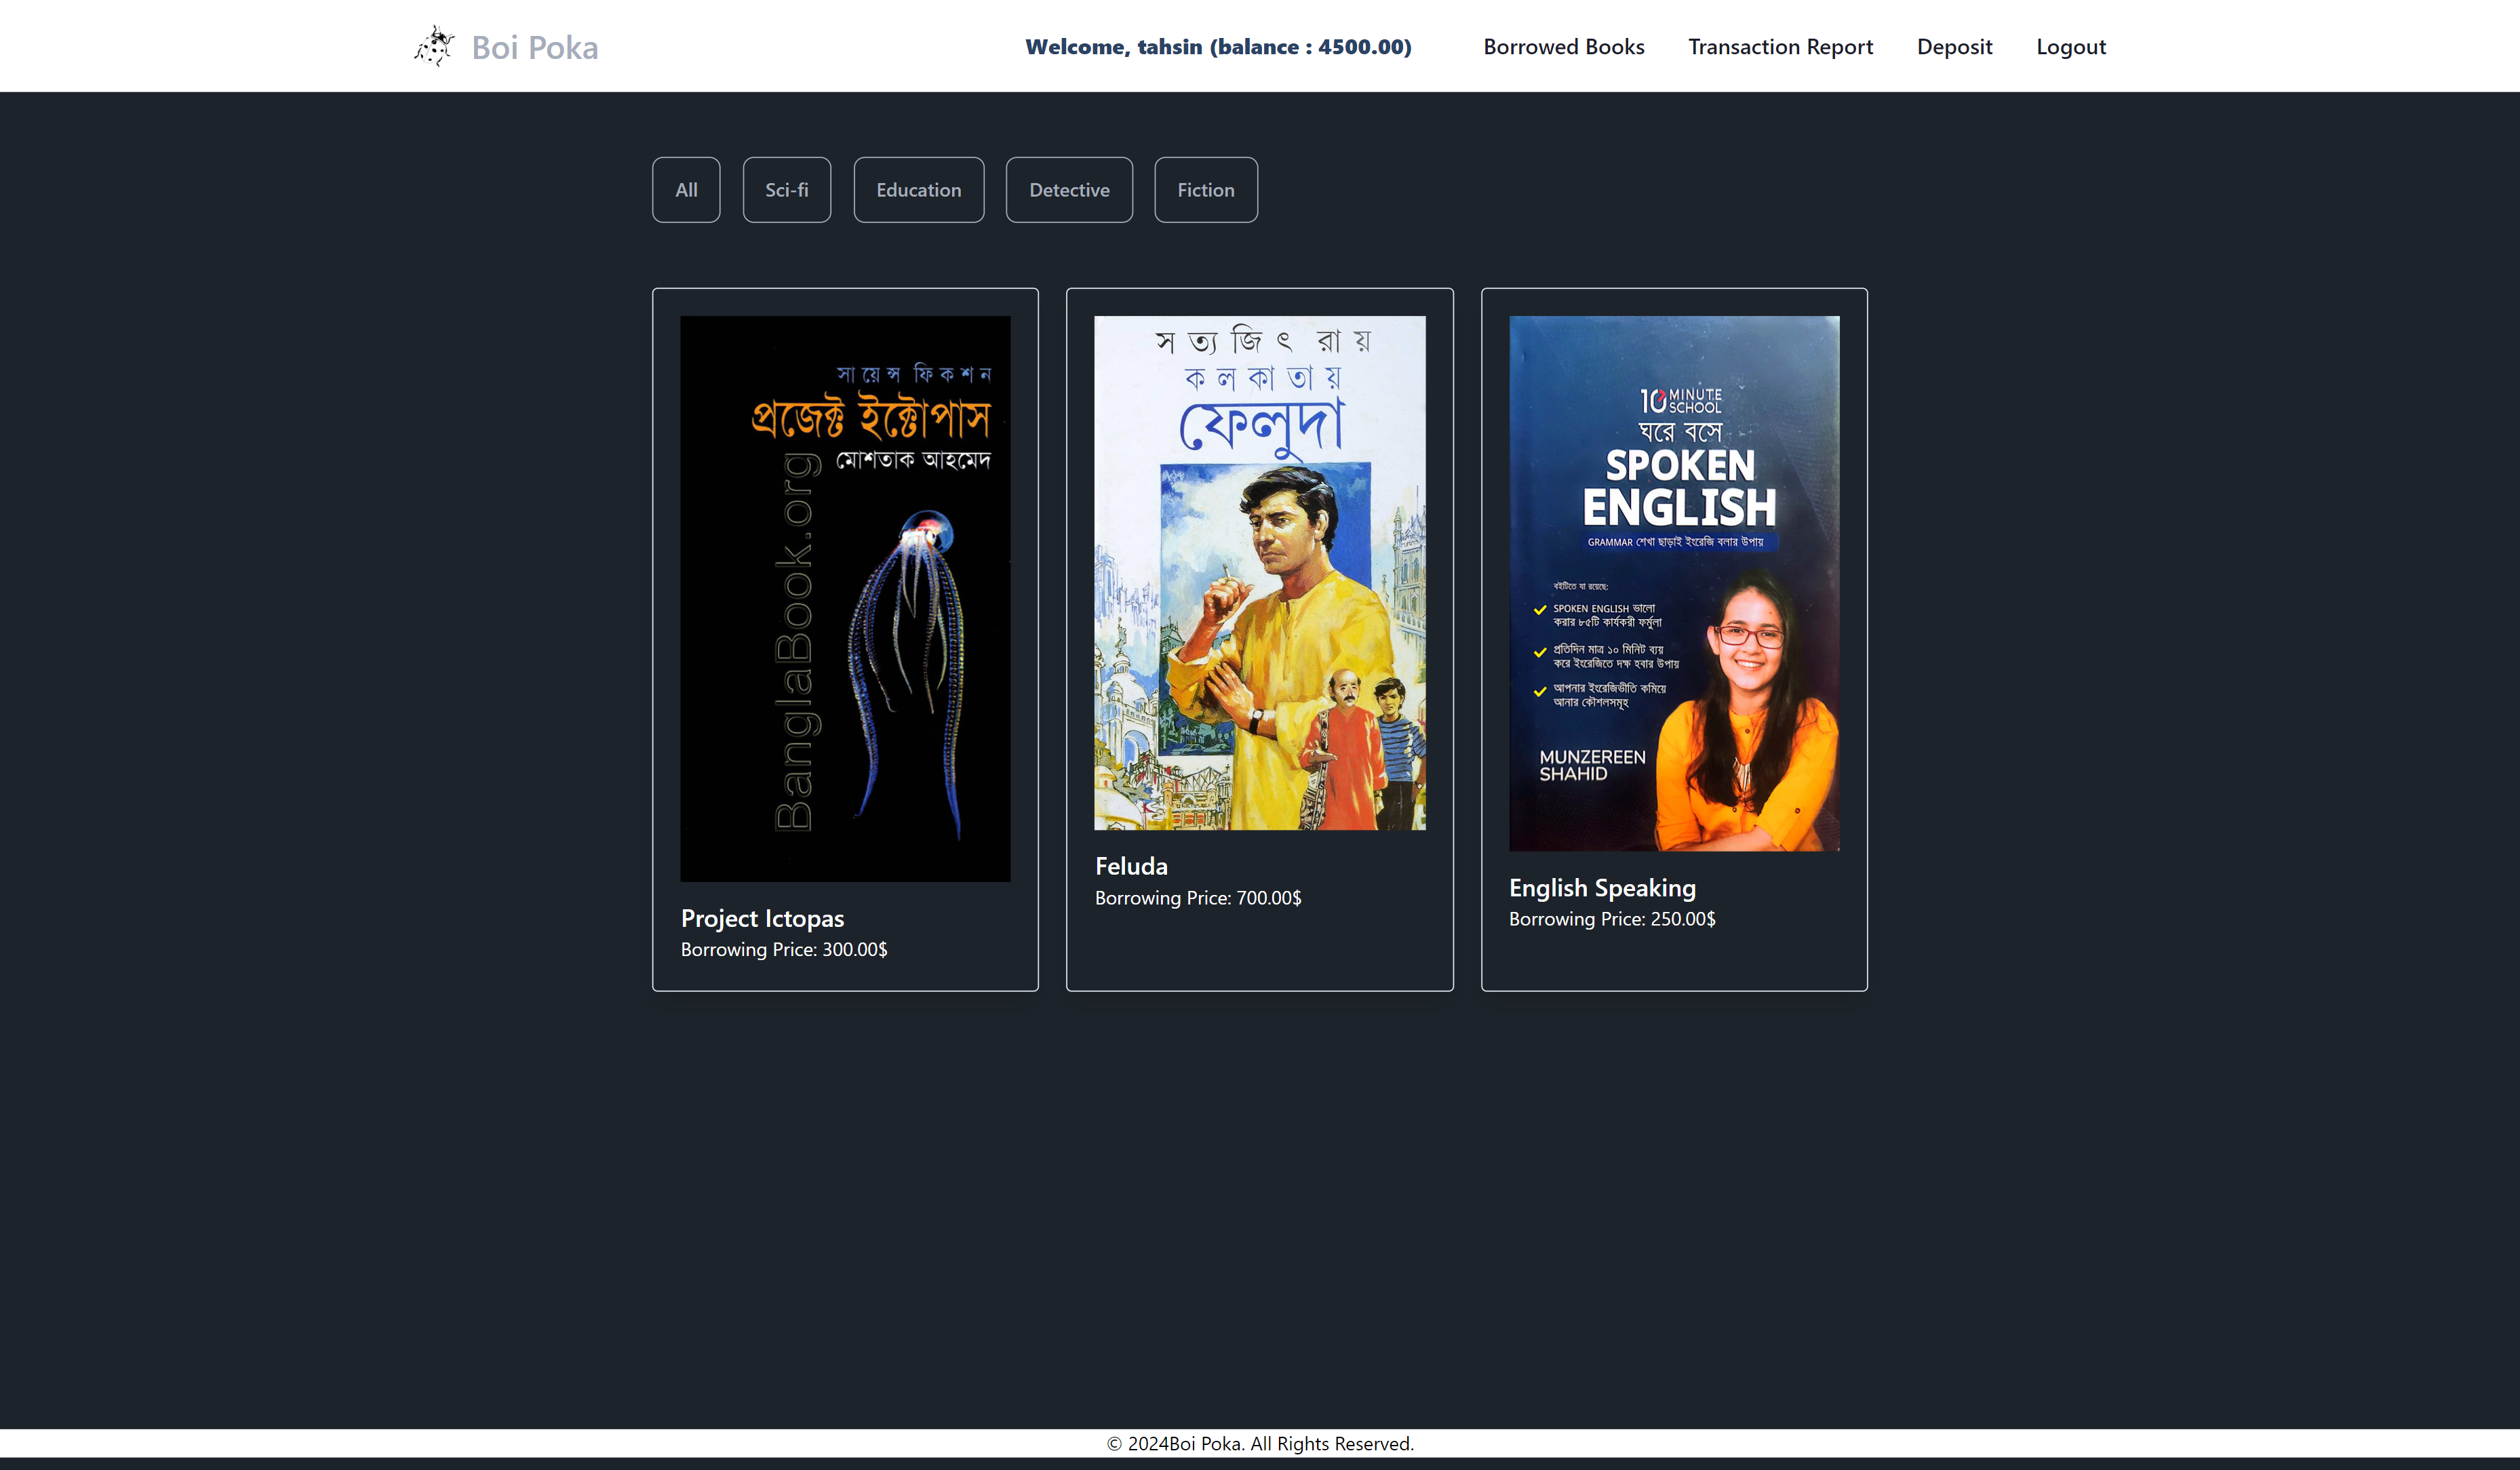 Boi Poka
Welcome, tahsin (balance : 4500.00)
Borrowed Books
Transaction Report
Deposit
Logout
All
Sci-fi
Education
Detective
Fiction
সায়েন্স ফিকশন
প্রজেক্ট ইক্টোপাস
মোশতাক আহমেদ
BanglaBook.org
Project Ictopas
Borrowing Price: 300.00$
সত্যজিৎ রায়
কলকাতায়
ফেলুদা
Feluda
Borrowing Price: 700.00$
10 MINUTE
SCHOOL
ঘরে বসে
SPOKEN
ENGLISH
GRAMMAR শেখা ছাড়াই ইংরেজি বলার উপায়
বইটিতে যা রয়েছে:
SPOKEN ENGLISH ভালো
করার ৮৫টি কার্যকরী ফর্মুলা
প্রতিদিন মাত্র ১০ মিনিট ব্যয়
করে ইংরেজিতে দক্ষ হবার উপায়
আপনার ইংরেজিভীতি কমিয়ে
আনার কৌশলসমূহ
MUNZEREEN
SHAHID
English Speaking
Borrowing Price: 250.00$
© 2024Boi Poka. All Rights Reserved.